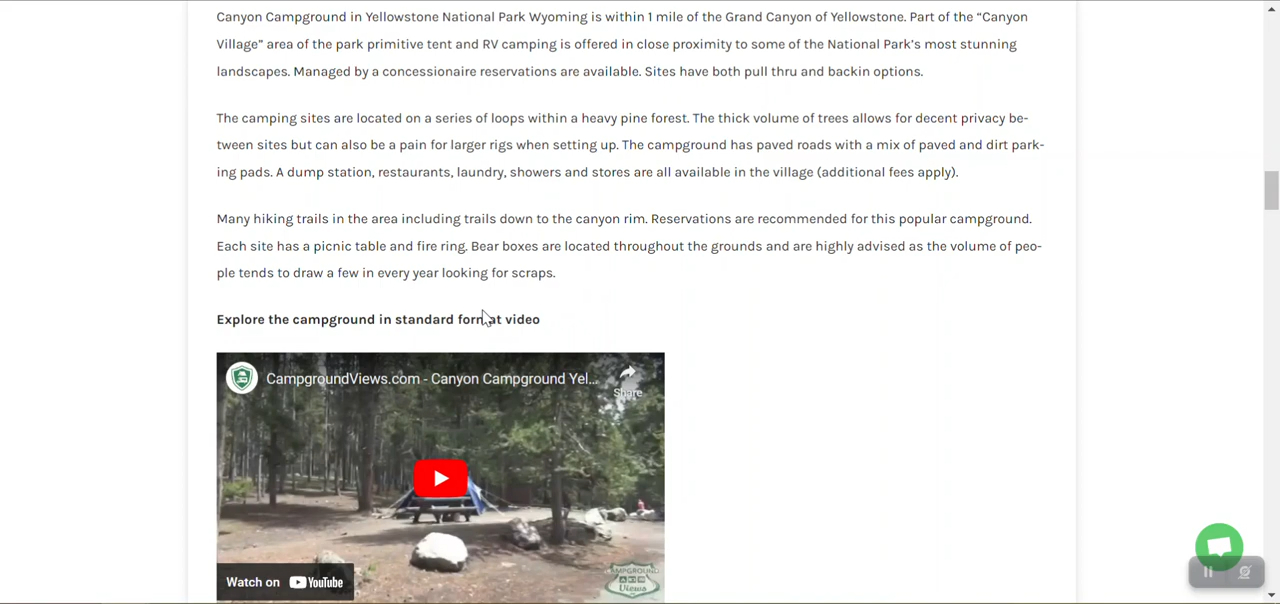 Canyon Campground in Yellowstone National Park Wyoming is within 1 mile of the Grand Canyon of Yellowstone. Part of the “Canyon
Village” area of the park primitive tent and RV camping is offered in close proximity to some of the National Park’s most stunning
landscapes. Managed by a concessionaire reservations are available. Sites have both pull thru and backin options.
The camping sites are located on a series of loops within a heavy pine forest. The thick volume of trees allows for decent privacy be-
tween sites but can also be a pain for larger rigs when setting up. The campground has paved roads with a mix of paved and dirt park-
ing pads. A dump station, restaurants, laundry, showers and stores are all available in the village (additional fees apply).
Many hiking trails in the area including trails down to the canyon rim. Reservations are recommended for this popular campground.
Each site has a picnic table and fire ring. Bear boxes are located throughout the grounds and are highly advised as the volume of peo-
ple tends to draw a few in every year looking for scraps.
Explore the campground in standard format video
CampgroundViews.com - Canyon Campground Yel...
Share
Watch on YouTube
CAMPGROUND
Views